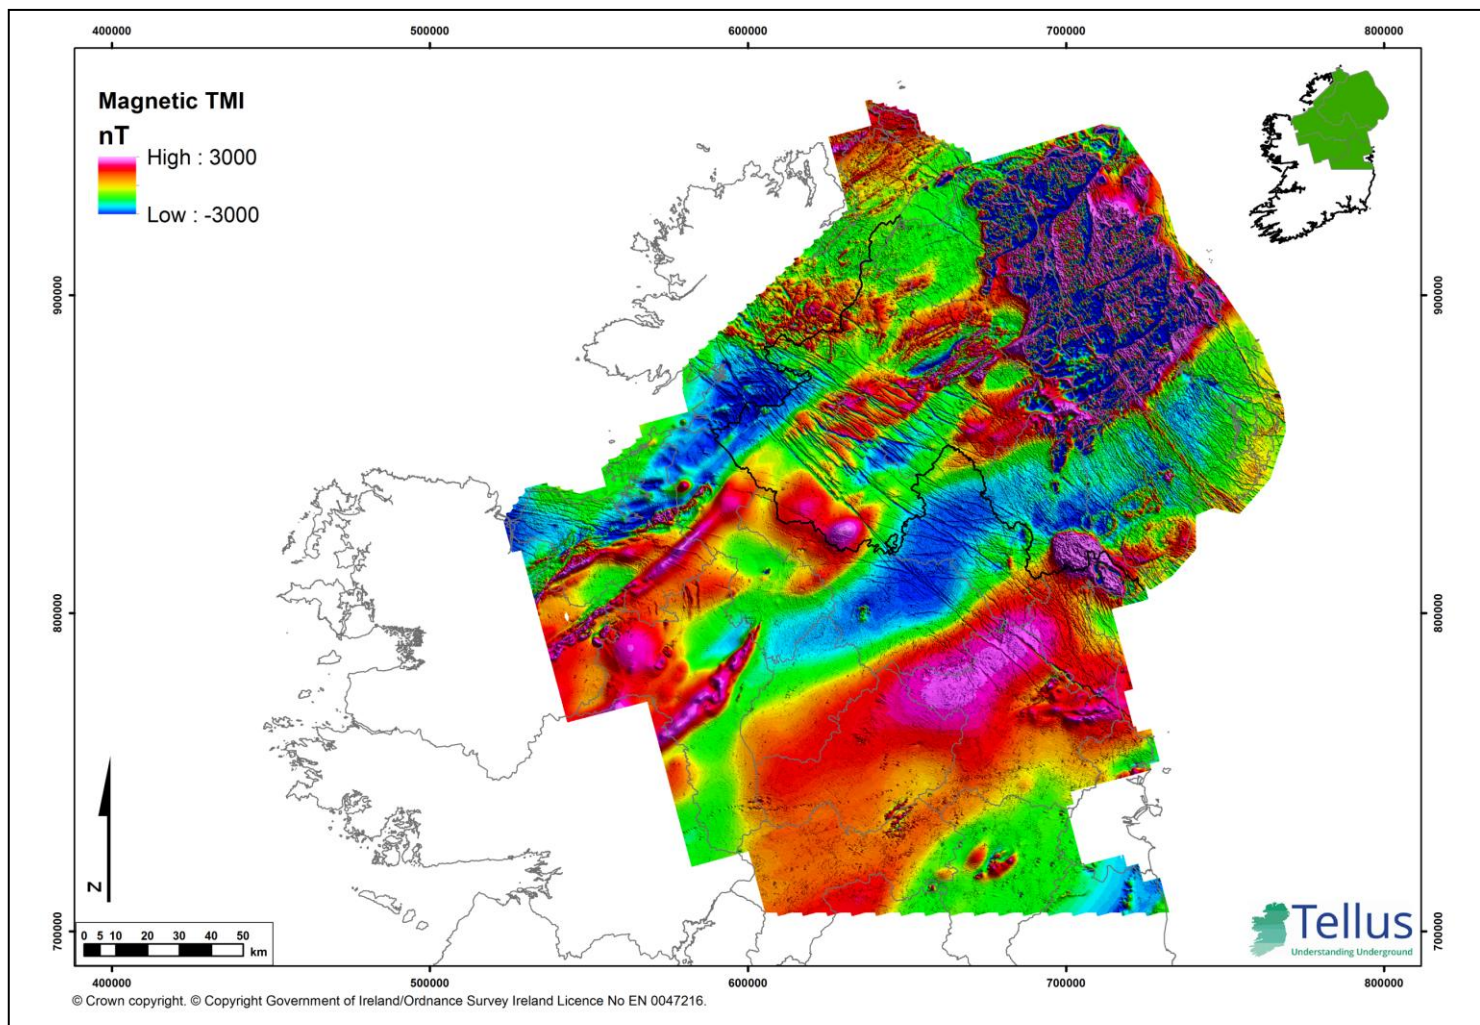 400000 500000 600000 700000 800000
Magnetic TMI
nT
High : 3000
Low : -3000
900000 900000
800000 800000
N
700000 700000
0 5 10 20 30 40 50
km
Tellus
Understanding Underground
400000 500000 600000 700000 800000
© Crown copyright. © Copyright Government of Ireland/Ordnance Survey Ireland Licence No EN 0047216.